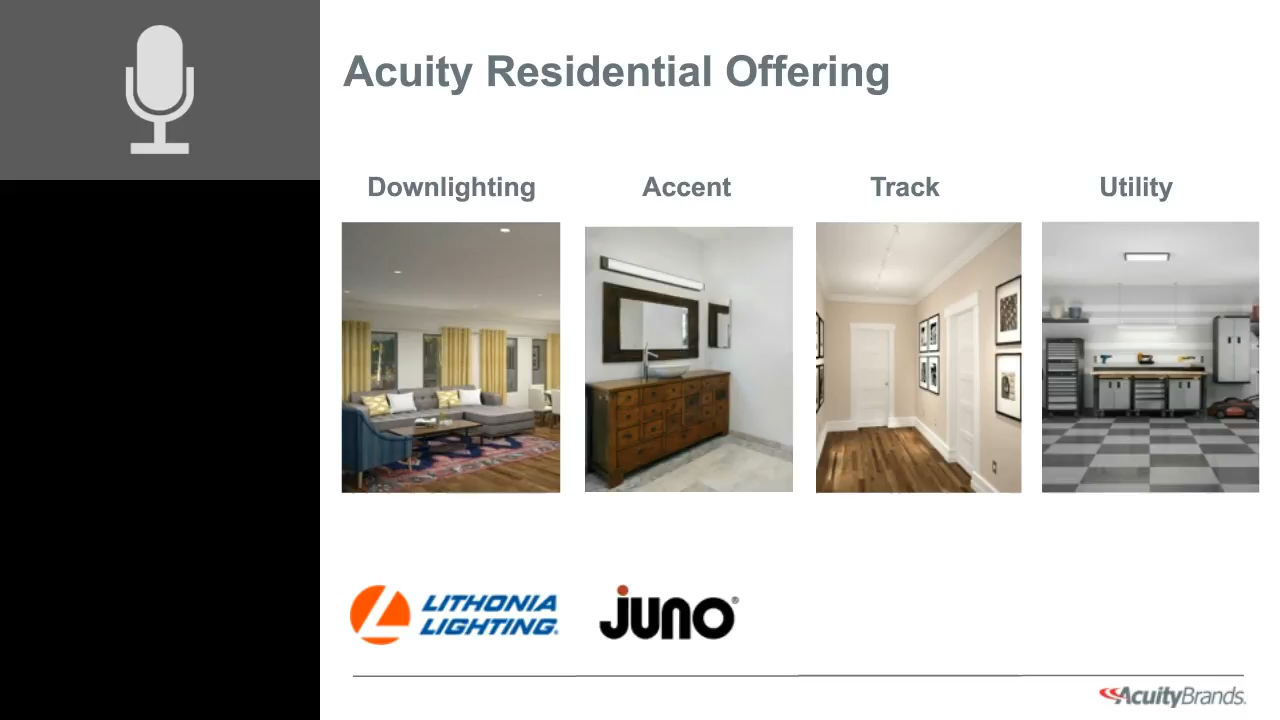 Acuity Residential Offering
Downlighting
Accent
Track
Utility
LITHONIA
LIGHTING®
JUNO®
AcuityBrands.